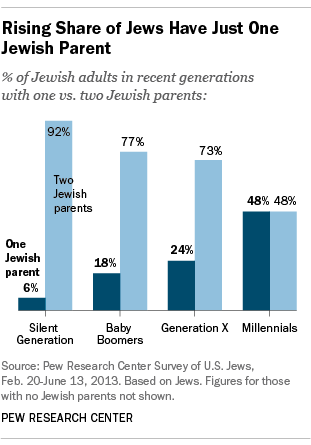 Rising Share of Jews Have Just One
Jewish Parent
% of Jewish adults in recent generations
with one vs. two Jewish parents:
92%
77%
73%
Two
Jewish
parents
48% 48%
One
Jewish
parent
6%
18%
24%
Silent
Generation
Baby
Boomers
Generation X
Millennials
Source: Pew Research Center Survey of U.S. Jews,
Feb. 20-June 13, 2013. Based on Jews. Figures for those
with no Jewish parents not shown.
PEW RESEARCH CENTER